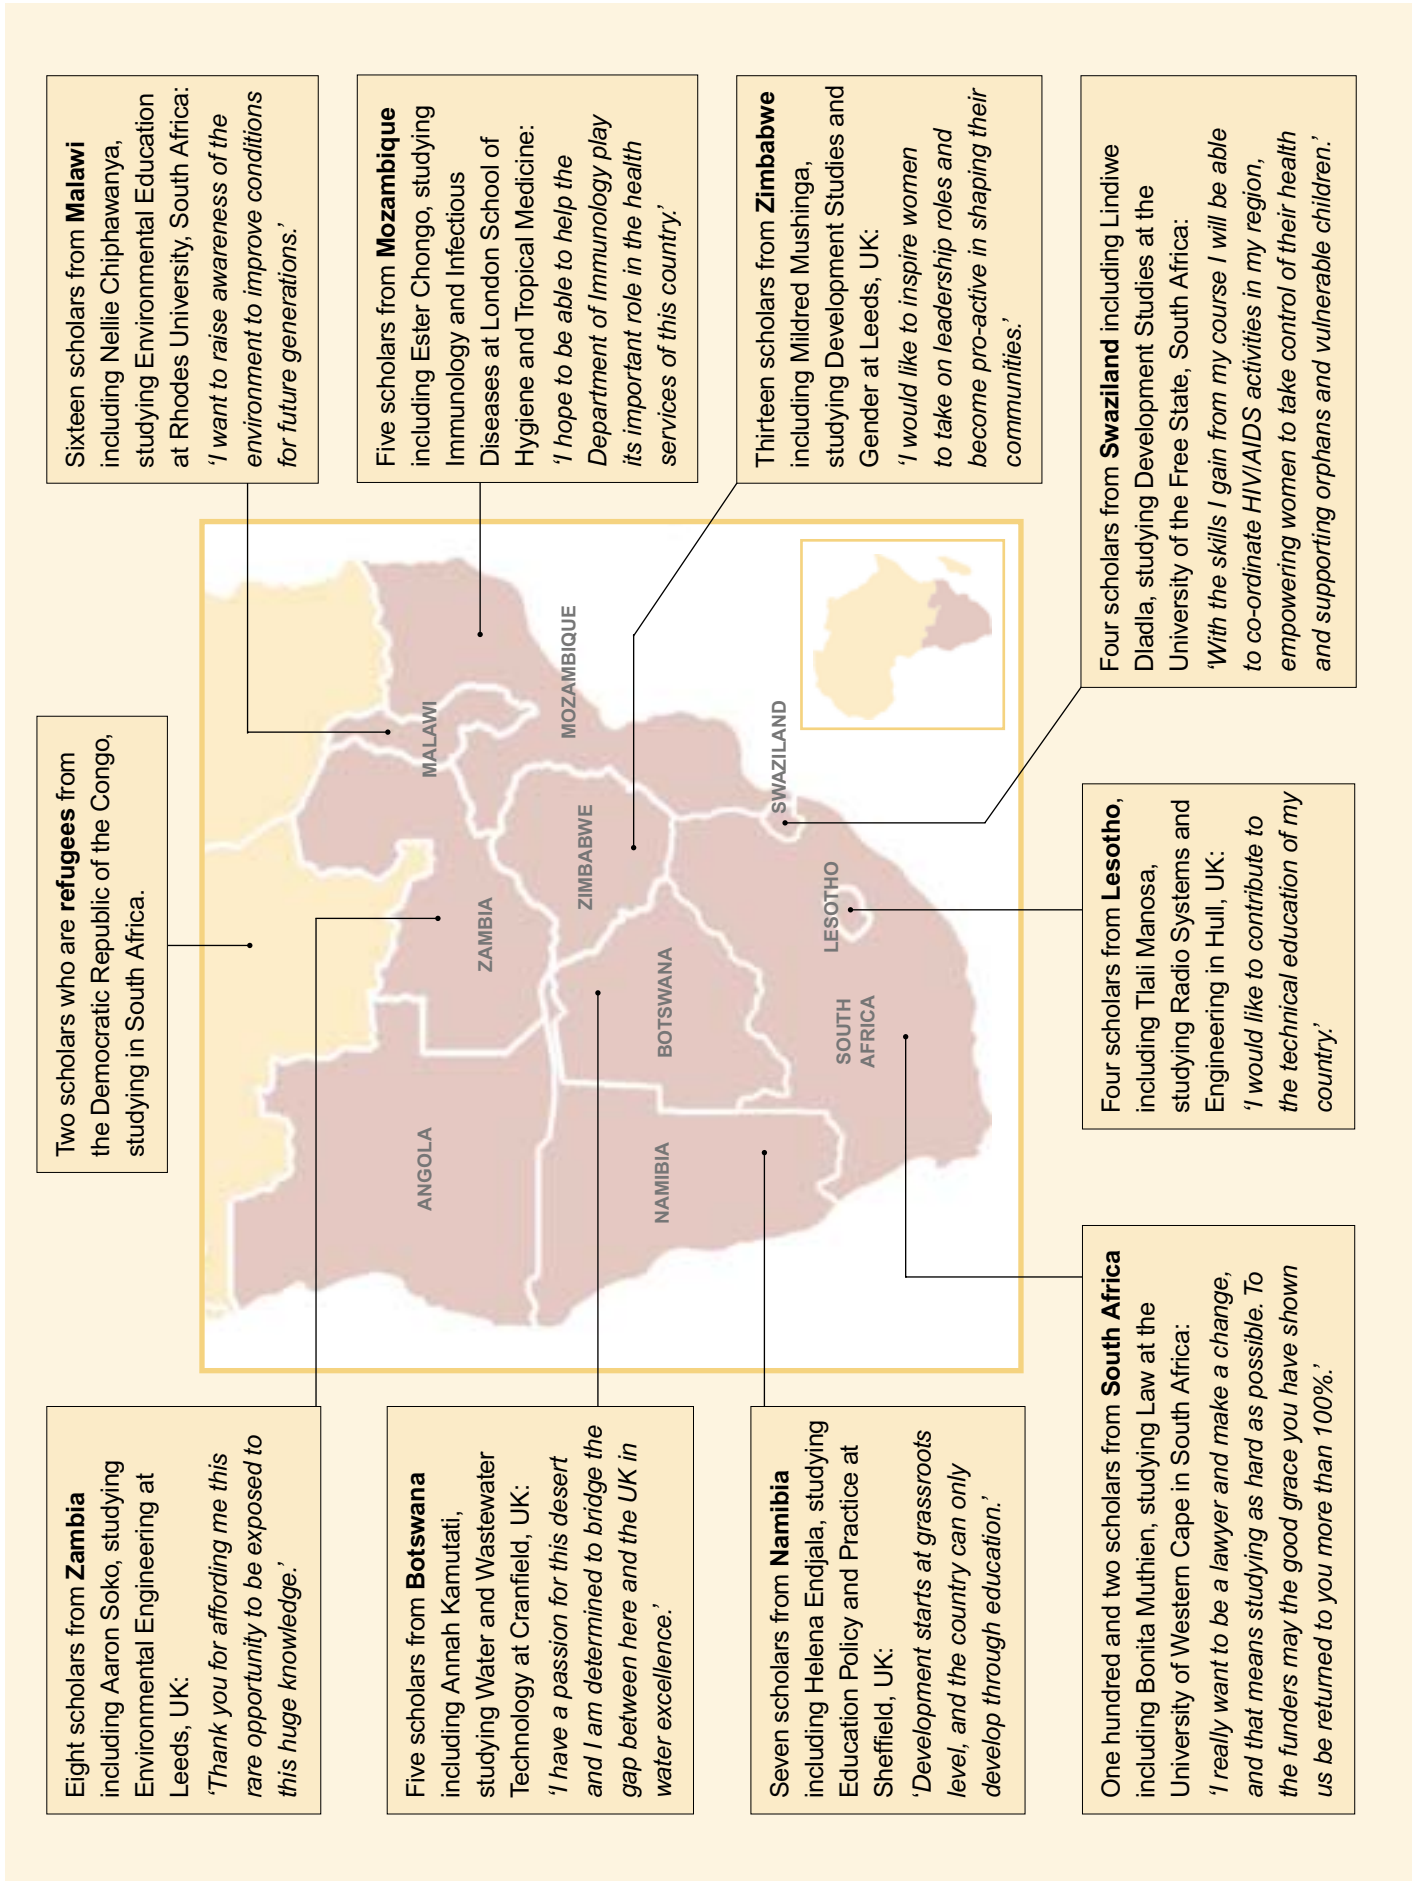 Eight scholars from Zambia
including Aaron Soko, studying
Environmental Engineering at
Leeds, UK:
‘Thank you for affording me this
rare opportunity to be exposed to
this huge knowledge.’
Five scholars from Botswana
including Annah Kamutati,
studying Water and Wastewater
Technology at Cranfield, UK:
‘I have a passion for this desert
and I am determined to bridge the
gap between here and the UK in
water excellence.’
Seven scholars from Namibia
including Helena Endjala, studying
Education Policy and Practice at
Sheffield, UK:
‘Development starts at grassroots
level, and the country can only
develop through education.’
One hundred and two scholars from South Africa
including Bonita Muthien, studying Law at the
University of Western Cape in South Africa:
‘I really want to be a lawyer and make a change,
and that means studying as hard as possible. To
the funders may the good grace you have shown
us be returned to you more than 100%.’
Two scholars who are refugees from
the Democratic Republic of the Congo,
studying in South Africa.
ANGOLA
ZAMBIA
MALAWI
MOZAMBIQUE
ZIMBABWE
NAMIBIA
BOTSWANA
SWAZILAND
LESOTHO
SOUTH
AFRICA
Four scholars from Lesotho,
including Tlali Manosa,
studying Radio Systems and
Engineering in Hull, UK:
‘I would like to contribute to
the technical education of my
country.’
Sixteen scholars from Malawi
including Nellie Chiphawanya,
studying Environmental Education
at Rhodes University, South Africa:
‘I want to raise awareness of the
environment to improve conditions
for future generations.’
Five scholars from Mozambique
including Ester Chongo, studying
Immunology and Infectious
Diseases at London School of
Hygiene and Tropical Medicine:
‘I hope to be able to help the
Department of Immunology play
its important role in the health
services of this country.’
Thirteen scholars from Zimbabwe
including Mildred Mushinga,
studying Development Studies and
Gender at Leeds, UK:
‘I would like to inspire women
to take on leadership roles and
become pro-active in shaping their
communities.’
Four scholars from Swaziland including Lindiwe
Dladla, studying Development Studies at the
University of the Free State, South Africa:
‘With the skills I gain from my course I will be able
to co-ordinate HIV/AIDS activities in my region,
empowering women to take control of their health
and supporting orphans and vulnerable children.’